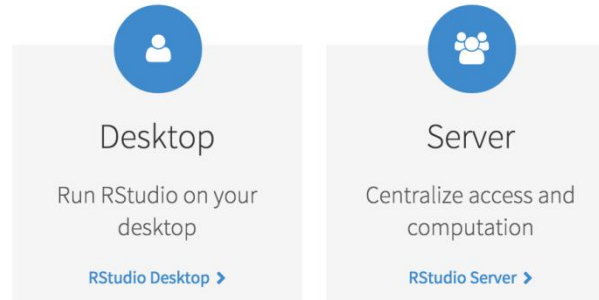 Desktop
Run RStudio on your
desktop
RStudio Desktop >
Server
Centralize access and
computation
RStudio Server >